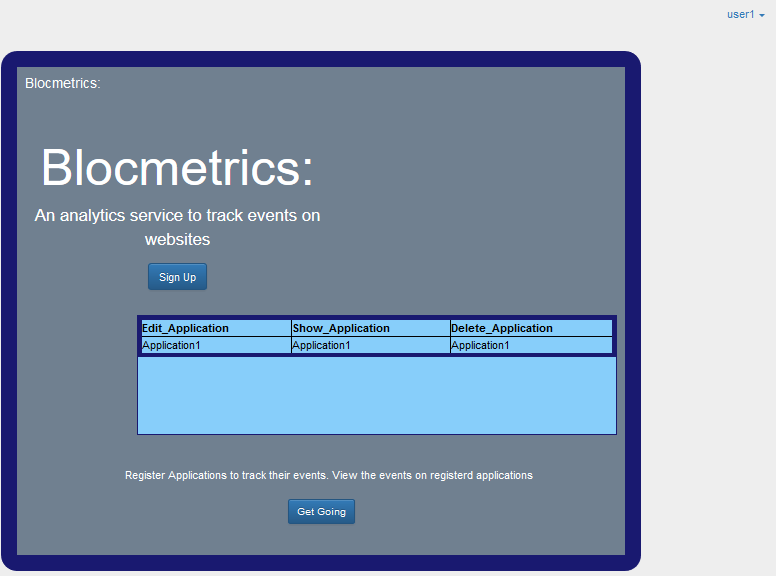 user1
Blocmetrics:
Blocmetrics:
An analytics service to track events on
websites
Sign Up
Edit_Application Show_Application Delete_Application
Application1 Application1 Application1
Register Applications to track their events. View the events on registerd applications
Get Going